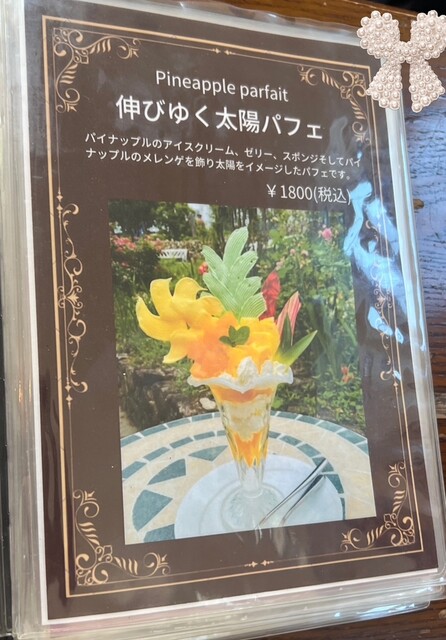 Pineapple parfait
伸びゆく太陽パフェ
パイナップルのアイスクリーム、ゼリー、スポンジそしてパイ
ナップルのメレンゲを飾り太陽をイメージしたパフェです。
￥1800(税込)